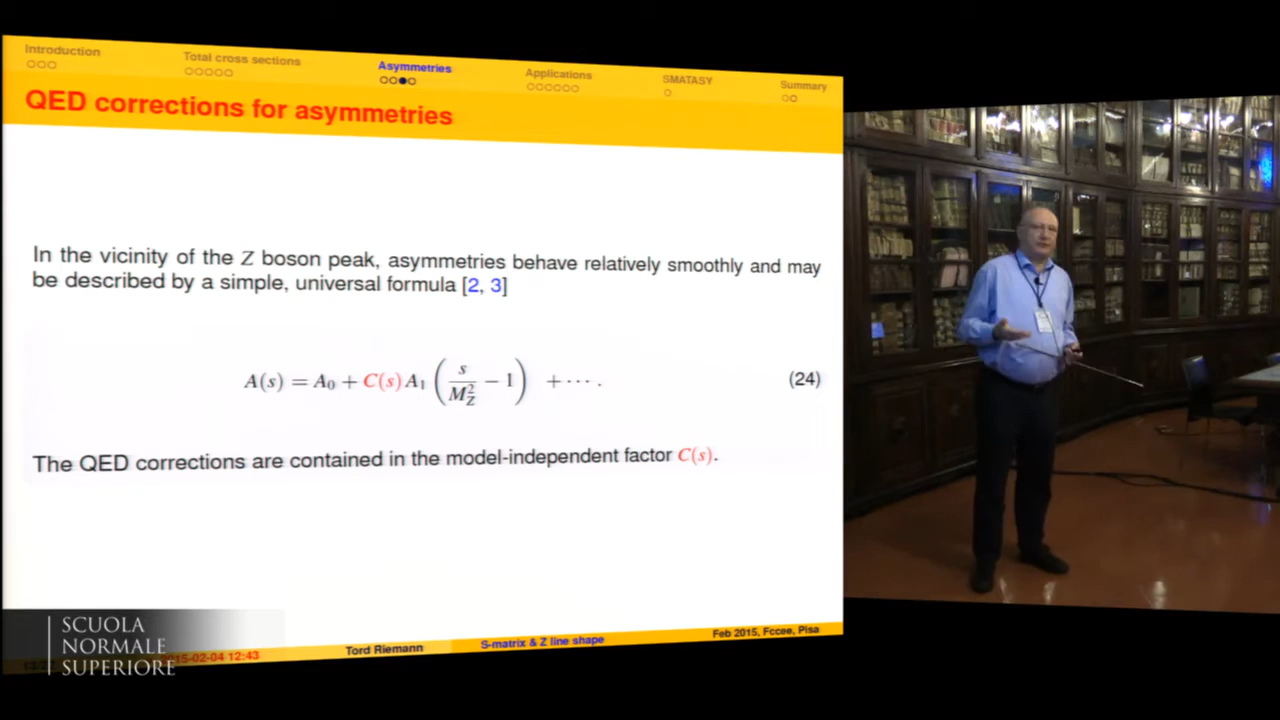 Introduction
Total cross sections
Asymmetries
Applications
SMATASY
Summary
QED corrections for asymmetries
In the vicinity of the Z boson peak, asymmetries behave relatively smoothly and may
be described by a simple, universal formula [2, 3]
A(s) = A₀ + C(s) A₁ (s/M_Z² − 1) + ⋯ . (24)
The QED corrections are contained in the model-independent factor C(s).
SCUOLA
NORMALE
SUPERIORE
2015-02-04 12:43
Tord Riemann
S-matrix & Z line shape
Feb 2015, Fccee, Pisa